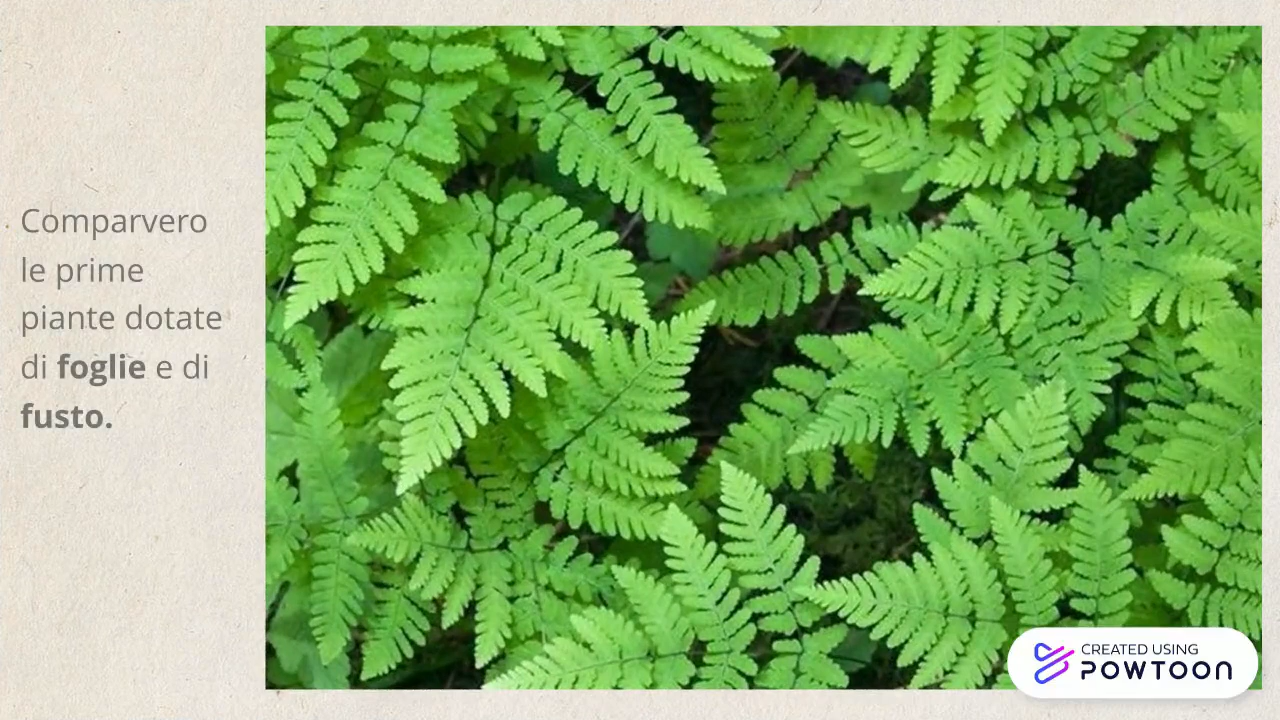 Comparvero
le prime
piante dotate
di foglie e di
fusto.
CREATED USING
POWTOON